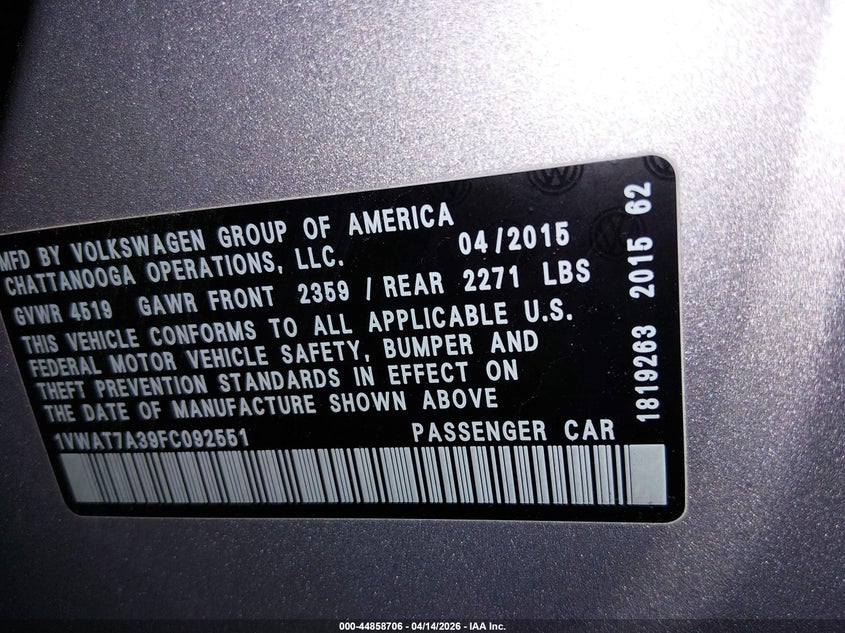 MFD BY VOLKSWAGEN GROUP OF AMERICA
CHATTANOOGA OPERATIONS, LLC. 04/2015
GVWR 4519 GAWR FRONT 2359 / REAR 2271 LBS
THIS VEHICLE CONFORMS TO ALL APPLICABLE U.S.
FEDERAL MOTOR VEHICLE SAFETY, BUMPER AND
THEFT PREVENTION STANDARDS IN EFFECT ON
THE DATE OF MANUFACTURE SHOWN ABOVE
1VWAT7A39FC092551 PASSENGER CAR
1819263 2015 62
000-44858706 - 04/14/2026 - IAA Inc.